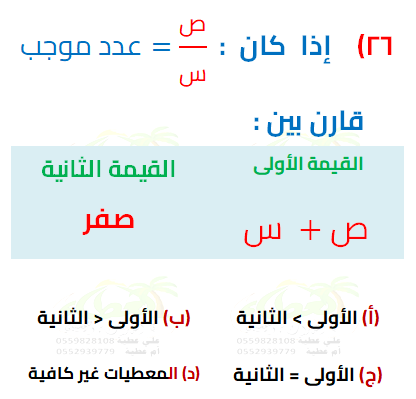 ٢٦) إذا كان : ص/س = عدد موجب
قارن بين :
القيمة الأولى القيمة الثانية
ص + س صفر
(أ) الأولى > الثانية (ب) الأولى < الثانية
علي عطية 0559828108 علي عطية 0559828108
أم عطية 0552939779 أم عطية 0552939779
(ج) الأولى = الثانية (د) المعطيات غير كافية